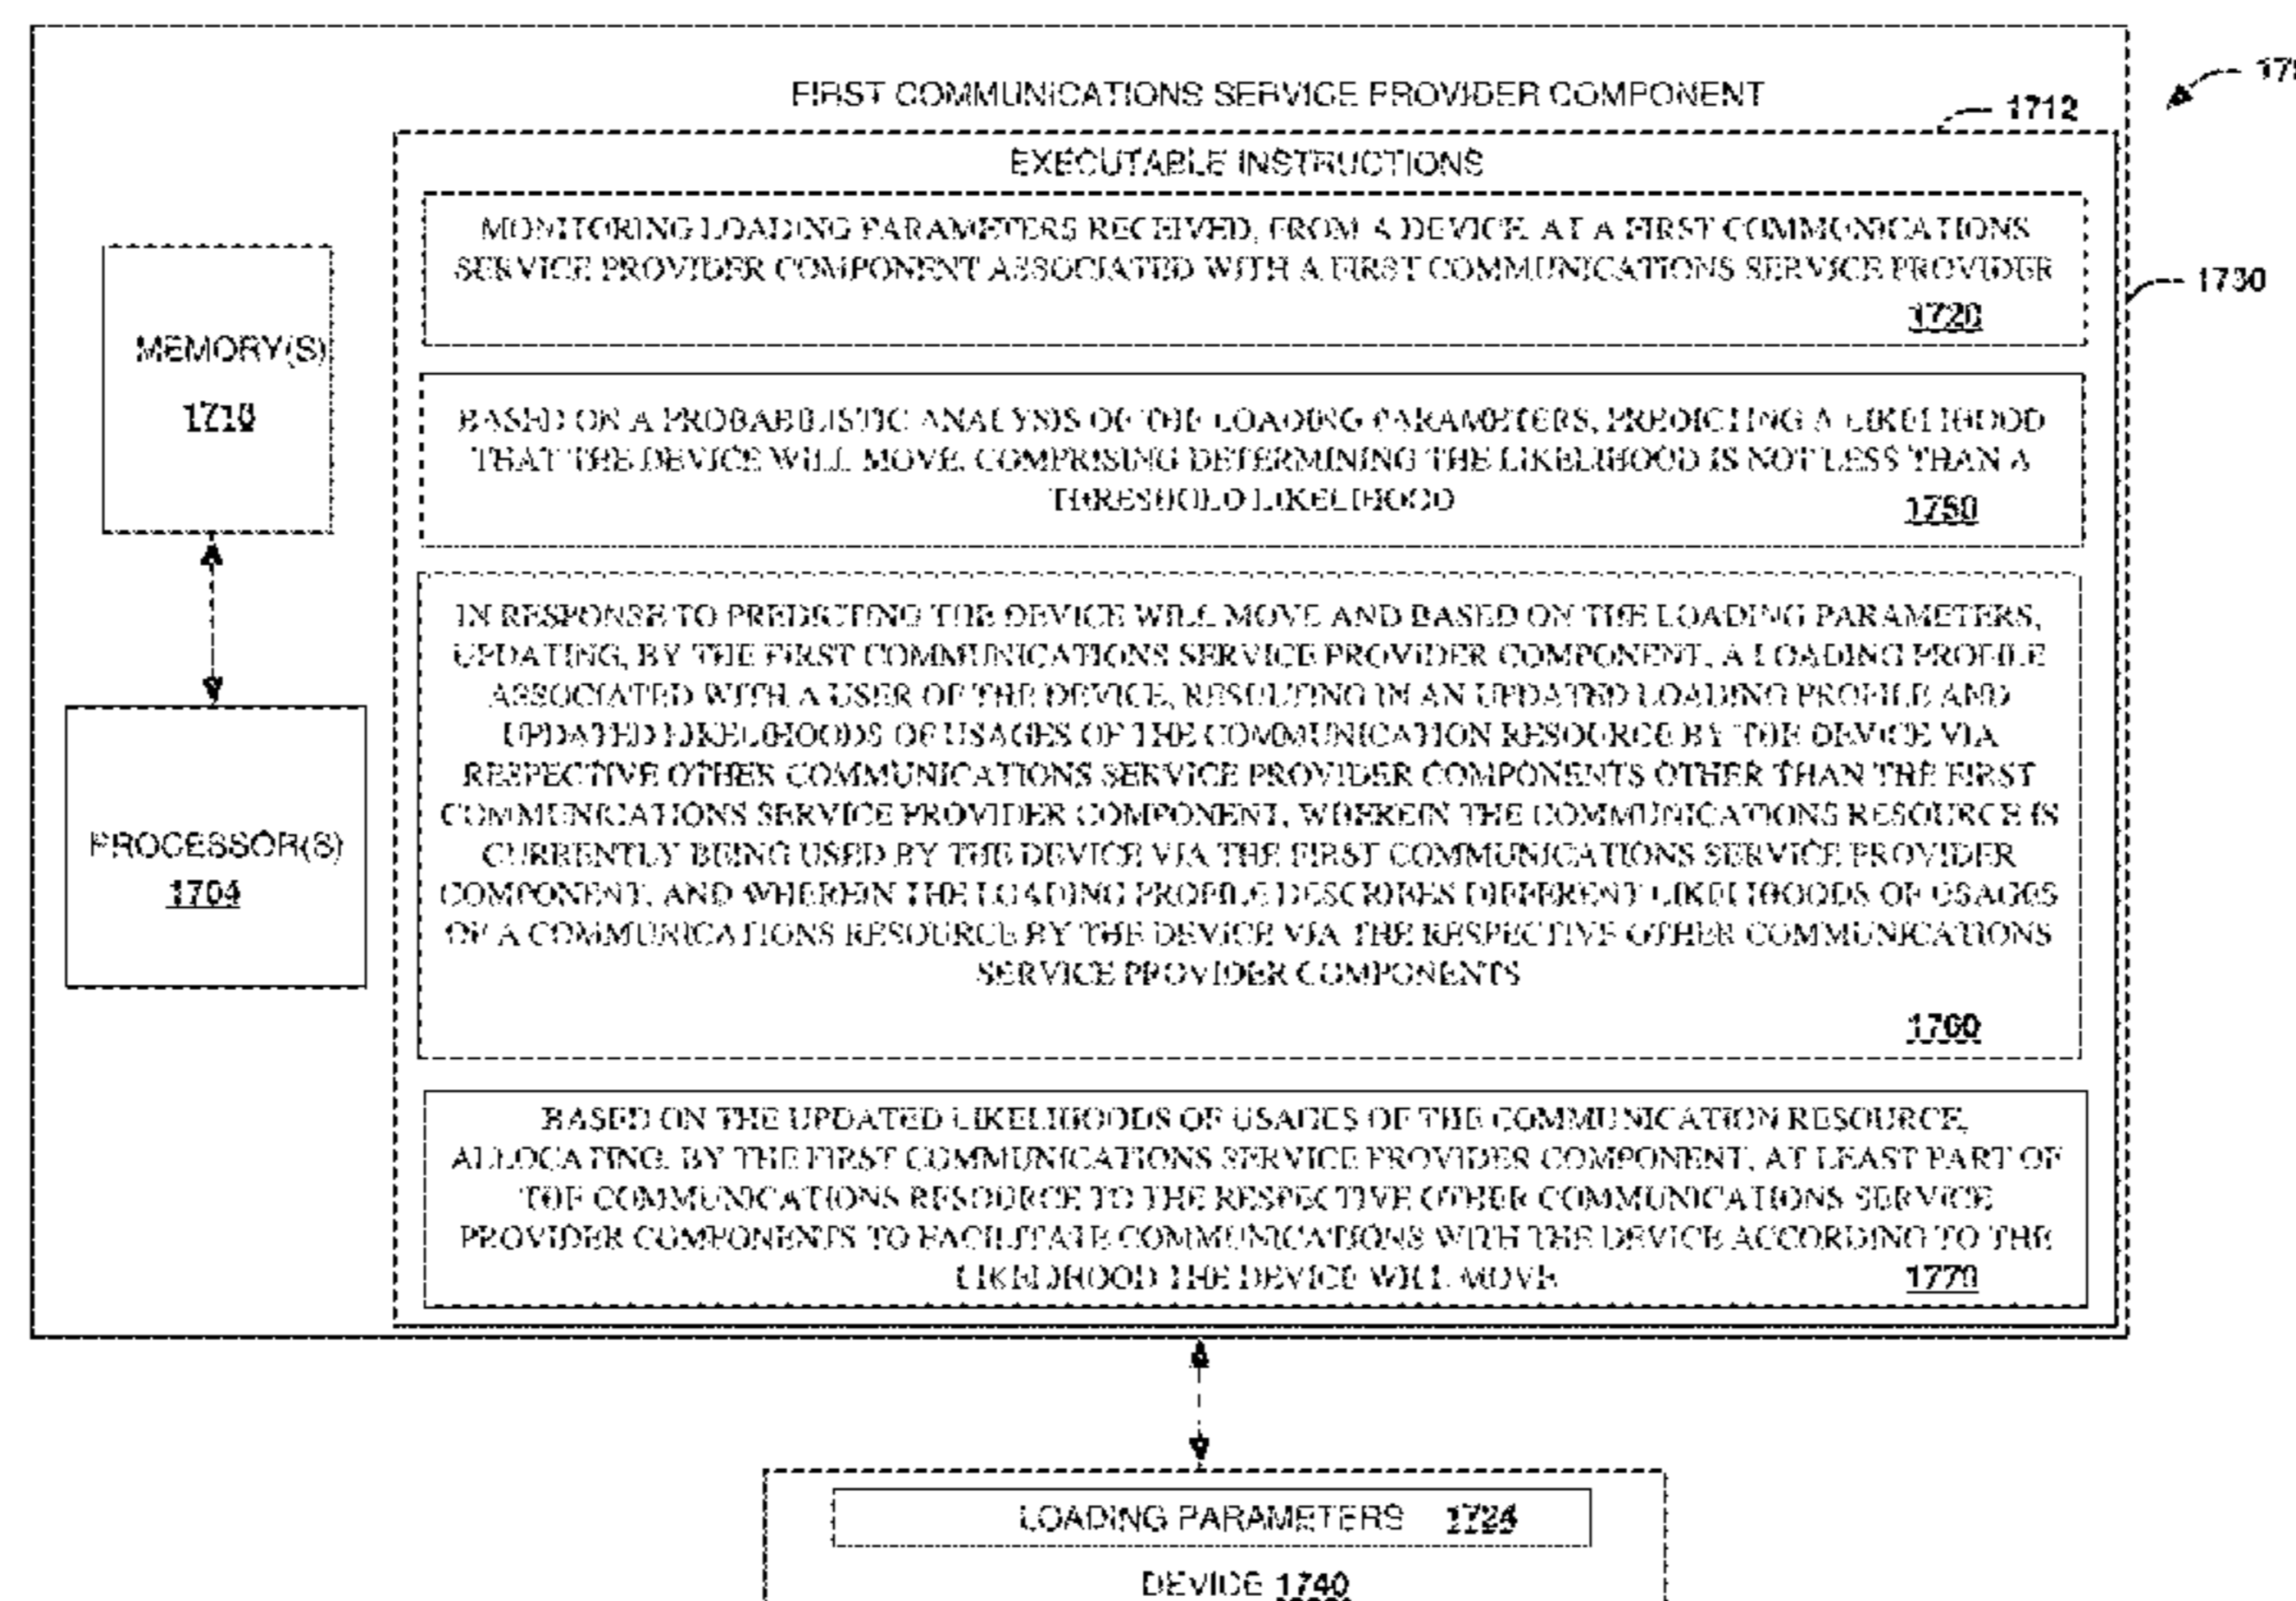 FIRST COMMUNICATIONS SERVICE PROVIDER COMPONENT
1712
EXECUTABLE INSTRUCTIONS
MONITORING LOADING PARAMETERS RECEIVED, FROM A DEVICE, AT A FIRST COMMUNICATIONS
SERVICE PROVIDER COMPONENT ASSOCIATED WITH A FIRST COMMUNICATIONS SERVICE PROVIDER
1720
BASED ON A PROBABILISTIC ANALYSIS OF THE LOADING PARAMETERS, PREDICTING A LIKELIHOOD
THAT THE DEVICE WILL MOVE, COMPRISING DETERMINING THE LIKELIHOOD IS NOT LESS THAN A
THRESHOLD LIKELIHOOD
1750
IN RESPONSE TO PREDICTING THE DEVICE WILL MOVE AND BASED ON THE LOADING PARAMETERS,
UPDATING, BY THE FIRST COMMUNICATIONS SERVICE PROVIDER COMPONENT, A LOADING PROFILE
ASSOCIATED WITH A USER OF THE DEVICE, RESULTING IN AN UPDATED LOADING PROFILE AND
UPDATED LIKELIHOODS OF USAGES OF THE COMMUNICATION RESOURCE BY THE DEVICE VIA
RESPECTIVE OTHER COMMUNICATIONS SERVICE PROVIDER COMPONENTS OTHER THAN THE FIRST
COMMUNICATIONS SERVICE PROVIDER COMPONENT, WHEREIN THE COMMUNICATIONS RESOURCE IS
CURRENTLY BEING USED BY THE DEVICE VIA THE FIRST COMMUNICATIONS SERVICE PROVIDER
COMPONENT, AND WHEREIN THE LOADING PROFILE DESCRIBES DIFFERENT LIKELIHOODS OF USAGES
OF A COMMUNICATIONS RESOURCE BY THE DEVICE VIA THE RESPECTIVE OTHER COMMUNICATIONS
SERVICE PROVIDER COMPONENTS
1760
BASED ON THE UPDATED LIKELIHOODS OF USAGES OF THE COMMUNICATION RESOURCE,
ALLOCATING, BY THE FIRST COMMUNICATIONS SERVICE PROVIDER COMPONENT, AT LEAST PART OF
THE COMMUNICATIONS RESOURCE TO THE RESPECTIVE OTHER COMMUNICATIONS SERVICE
PROVIDER COMPONENTS TO FACILITATE COMMUNICATIONS WITH THE DEVICE ACCORDING TO THE
LIKELIHOOD THE DEVICE WILL MOVE
1770
MEMORY(S)
1710
PROCESSOR(S)
1704
1730
LOADING PARAMETERS 1724
DEVICE 1740